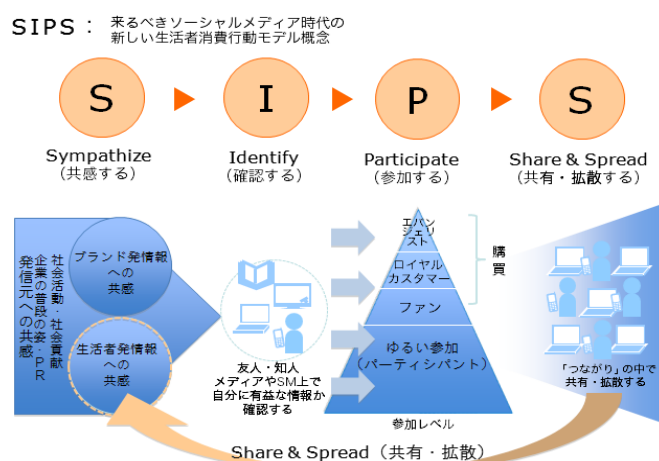 SIPS： 来るべきソーシャルメディア時代の
新しい生活者消費行動モデル概念
S
I
P
S
Sympathize
（共感する）
Identify
（確認する）
Participate
（参加する）
Share & Spread
（共有・拡散する）
社会活動・社会貢献
企業の普段の姿・PR
発信元への共感
ブランド発情報
への
共感
生活者発情報
への
共感
友人・知人
メディアやSM上で
自分に有益な情報か
確認する
エバン
ジェリ
スト
ロイヤル
カスタマー
ファン
ゆるい参加
（パーティシパント）
参加レベル
購買
「つながり」の中で
共有・拡散する
Share & Spread（共有・拡散）